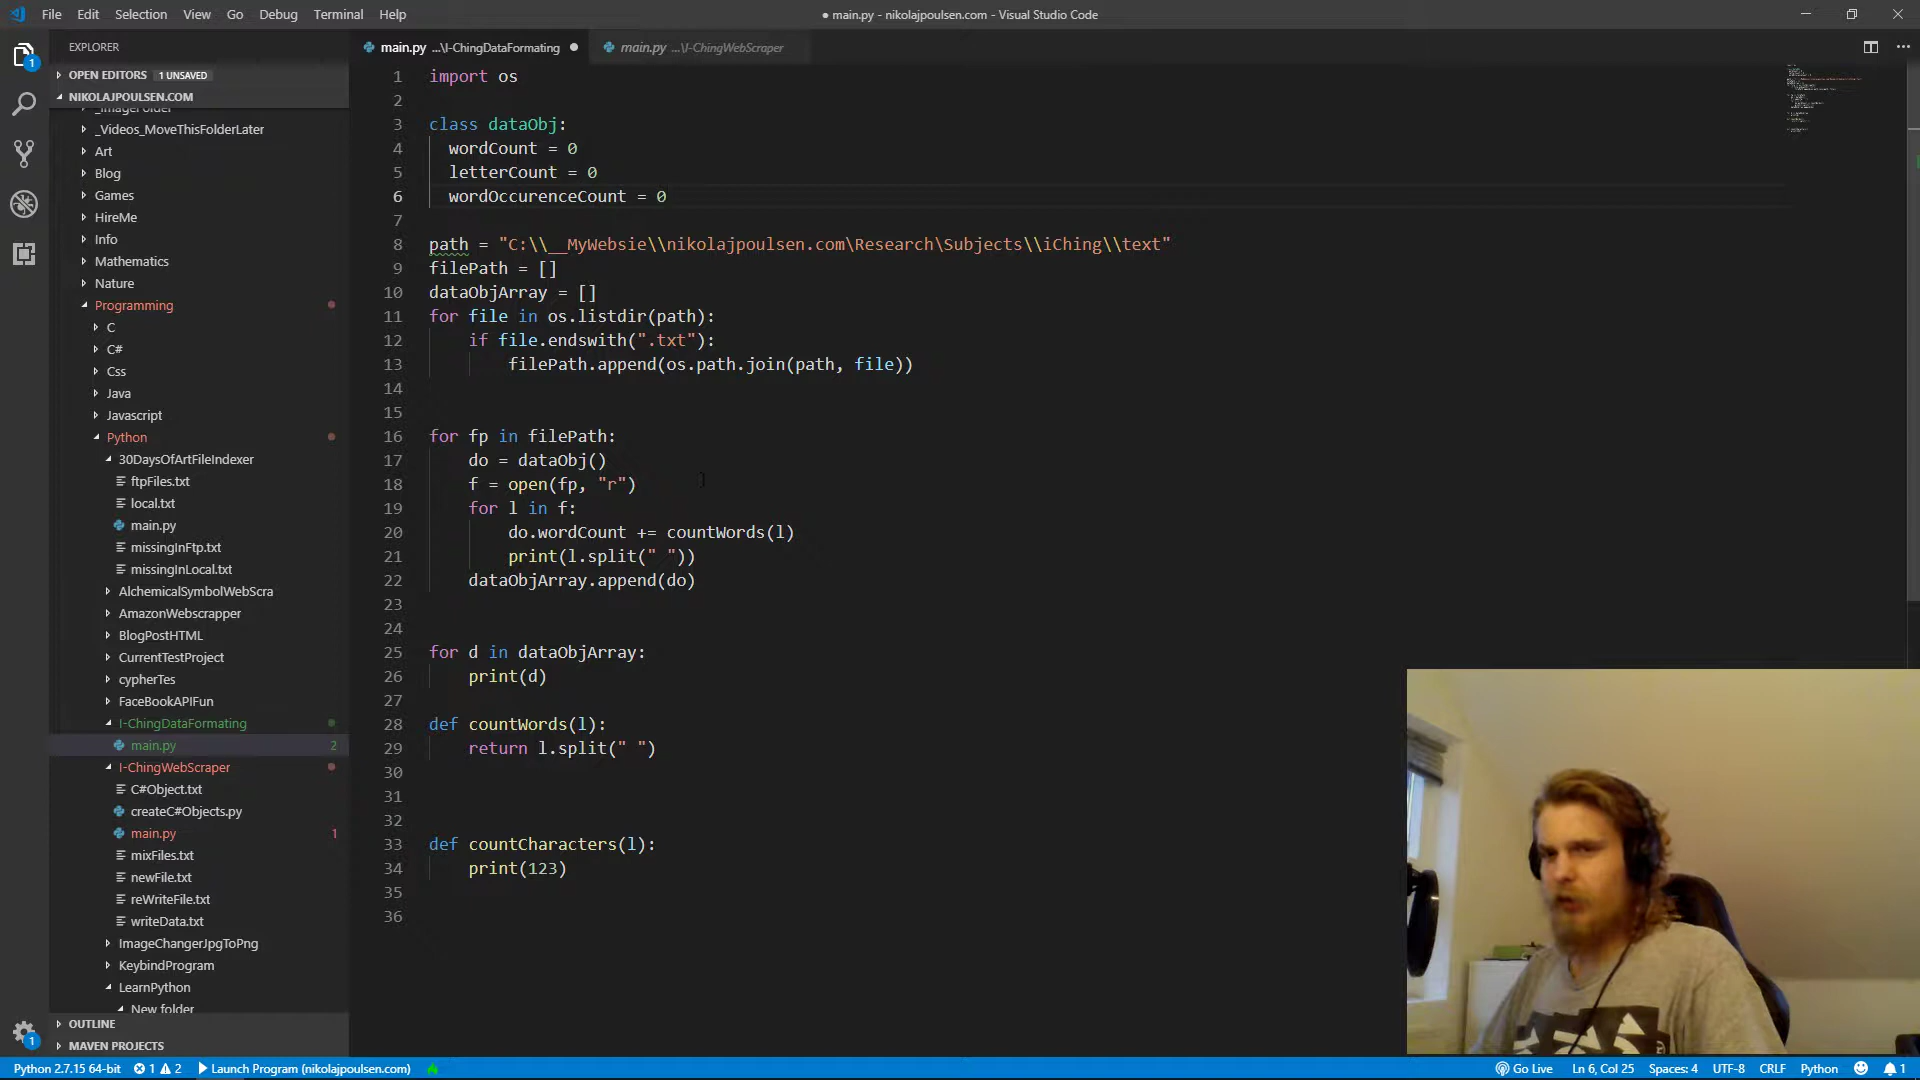 File Edit Selection View Go Debug Terminal Help
● main.py - nikolajpoulsen.com - Visual Studio Code
EXPLORER
main.py ...\I-ChingDataFormating
main.py ...\I-ChingWebScraper
OPEN EDITORS 1 UNSAVED
NIKOLAJPOULSEN.COM
_ImageFolder
_Videos_MoveThisFolderLater
Art
Blog
Games
HireMe
Info
Mathematics
Nature
Programming
C
C#
Css
Java
Javascript
Python
30DaysOfArtFileIndexer
ftpFiles.txt
local.txt
main.py
missingInFtp.txt
missingInLocal.txt
AlchemicalSymbolWebScra
AmazonWebscrapper
BlogPostHTML
CurrentTestProject
cypherTes
FaceBookAPIFun
I-ChingDataFormating
main.py 2
I-ChingWebScraper
C#Object.txt
createC#Objects.py
main.py 1
mixFiles.txt
newFile.txt
reWriteFile.txt
writeData.txt
ImageChangerJpgToPng
KeybindProgram
LearnPython
New folder
OUTLINE
MAVEN PROJECTS
1
1
1 import os
2
3 class dataObj:
4 wordCount = 0
5 letterCount = 0
6 wordOccurenceCount = 0
7
8 path = "C:\\__MyWebsie\\nikolajpoulsen.com\Research\Subjects\\iChing\\text"
9 filePath = []
10 dataObjArray = []
11 for file in os.listdir(path):
12 if file.endswith(".txt"):
13 filePath.append(os.path.join(path, file))
14
15
16 for fp in filePath:
17 do = dataObj()
18 f = open(fp, "r")
19 for l in f:
20 do.wordCount += countWords(l)
21 print(l.split(" "))
22 dataObjArray.append(do)
23
24
25 for d in dataObjArray:
26 print(d)
27
28 def countWords(l):
29 return l.split(" ")
30
31
32
33 def countCharacters(l):
34 print(123)
35
36
Python 2.7.15 64-bit 1 2 Launch Program (nikolajpoulsen.com) Go Live Ln 6, Col 25 Spaces: 4 UTF-8 CRLF Python 1